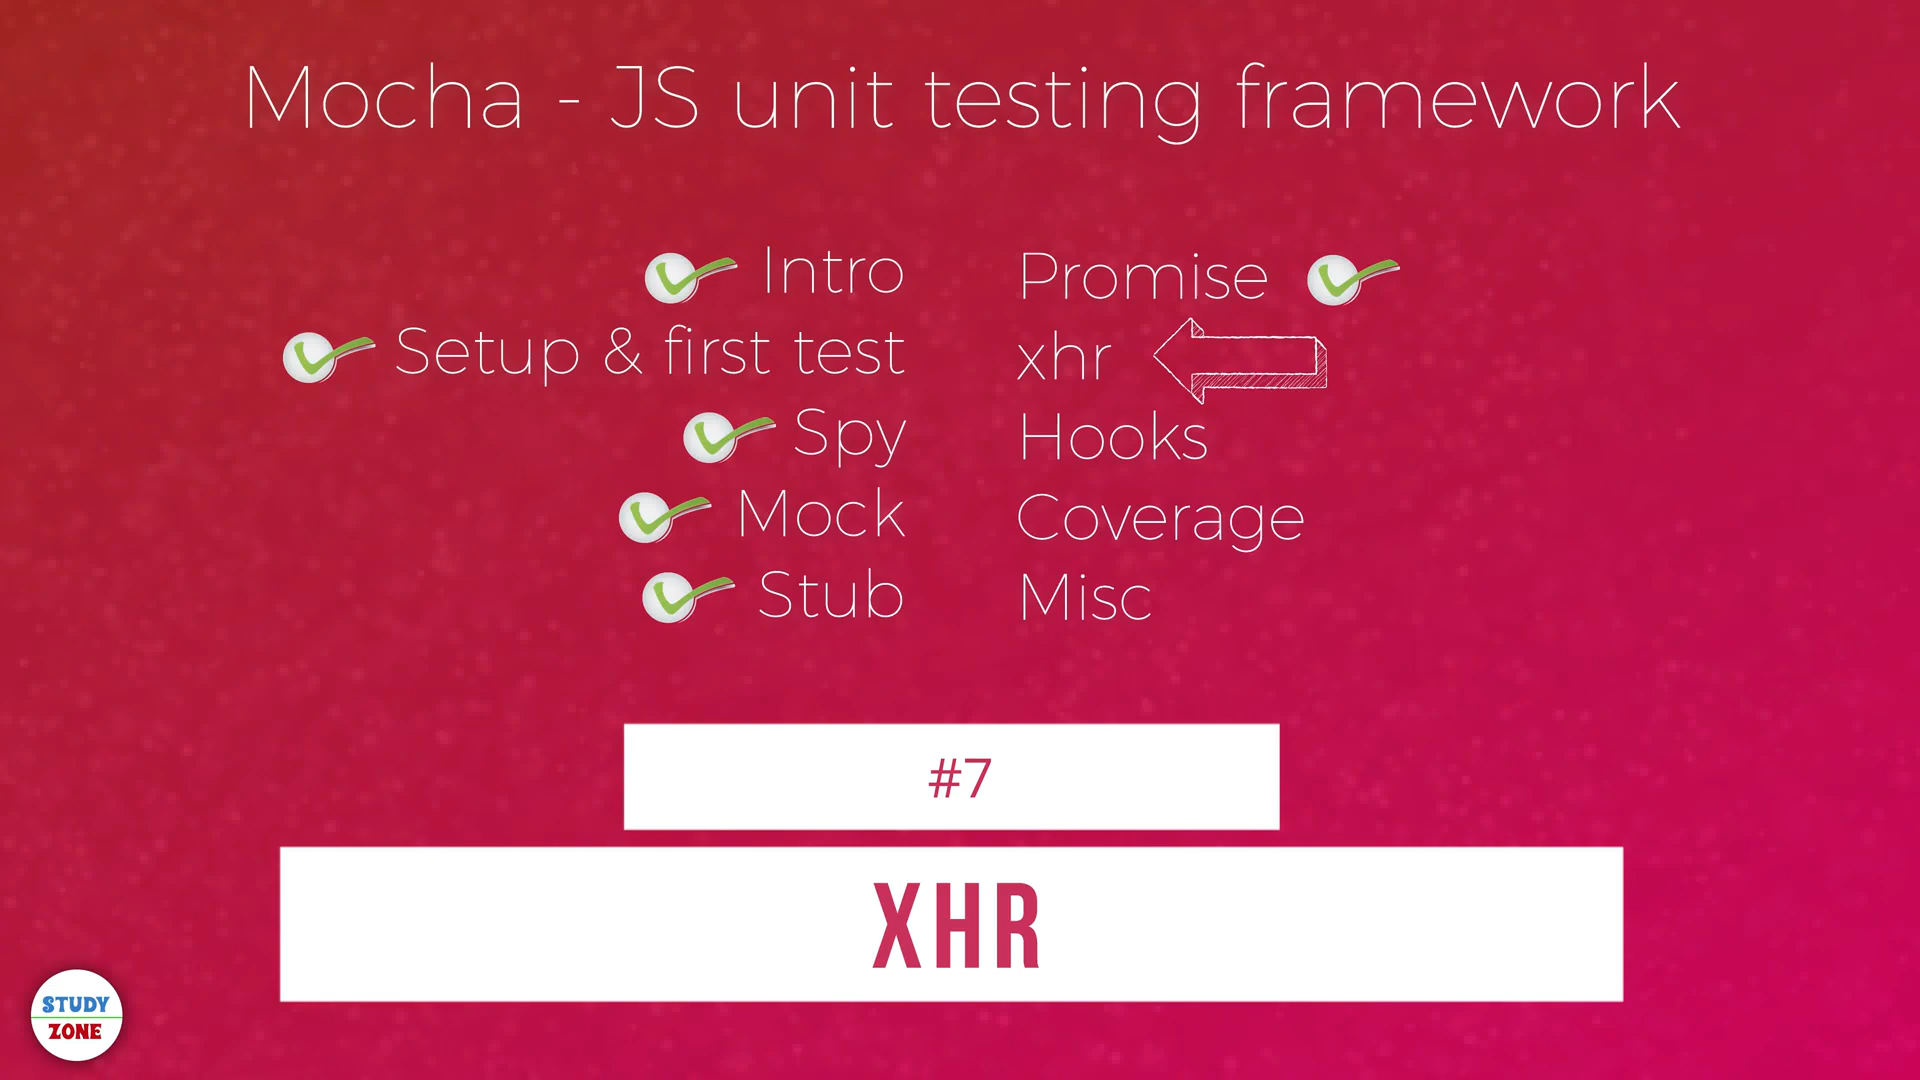 Mocha - JS unit testing framework
Intro
Setup & first test
Spy
Mock
Stub
Promise
xhr
Hooks
Coverage
Misc
#7
XHR
STUDY
ZONE